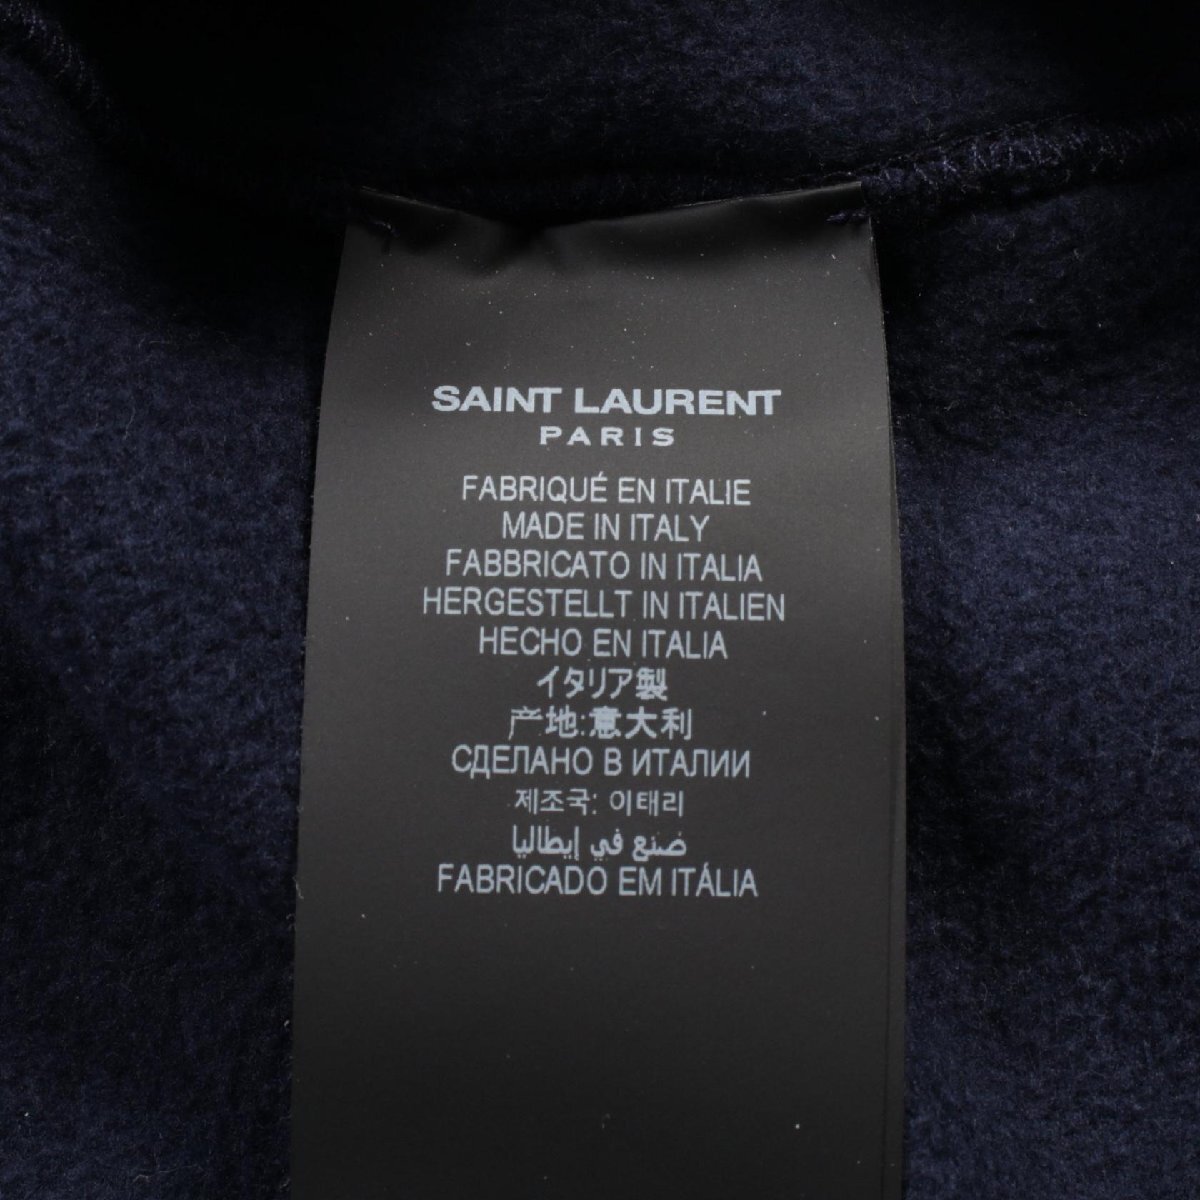 SAINT LAURENT
PARIS
FABRIQUÉ EN ITALIE
MADE IN ITALY
FABBRICATO IN ITALIA
HERGESTELLT IN ITALIEN
HECHO EN ITALIA
イタリア製
产地:意大利
СДЕЛАНО В ИТАЛИИ
제조국: 이태리
صنع في إيطاليا
FABRICADO EM ITÁLIA